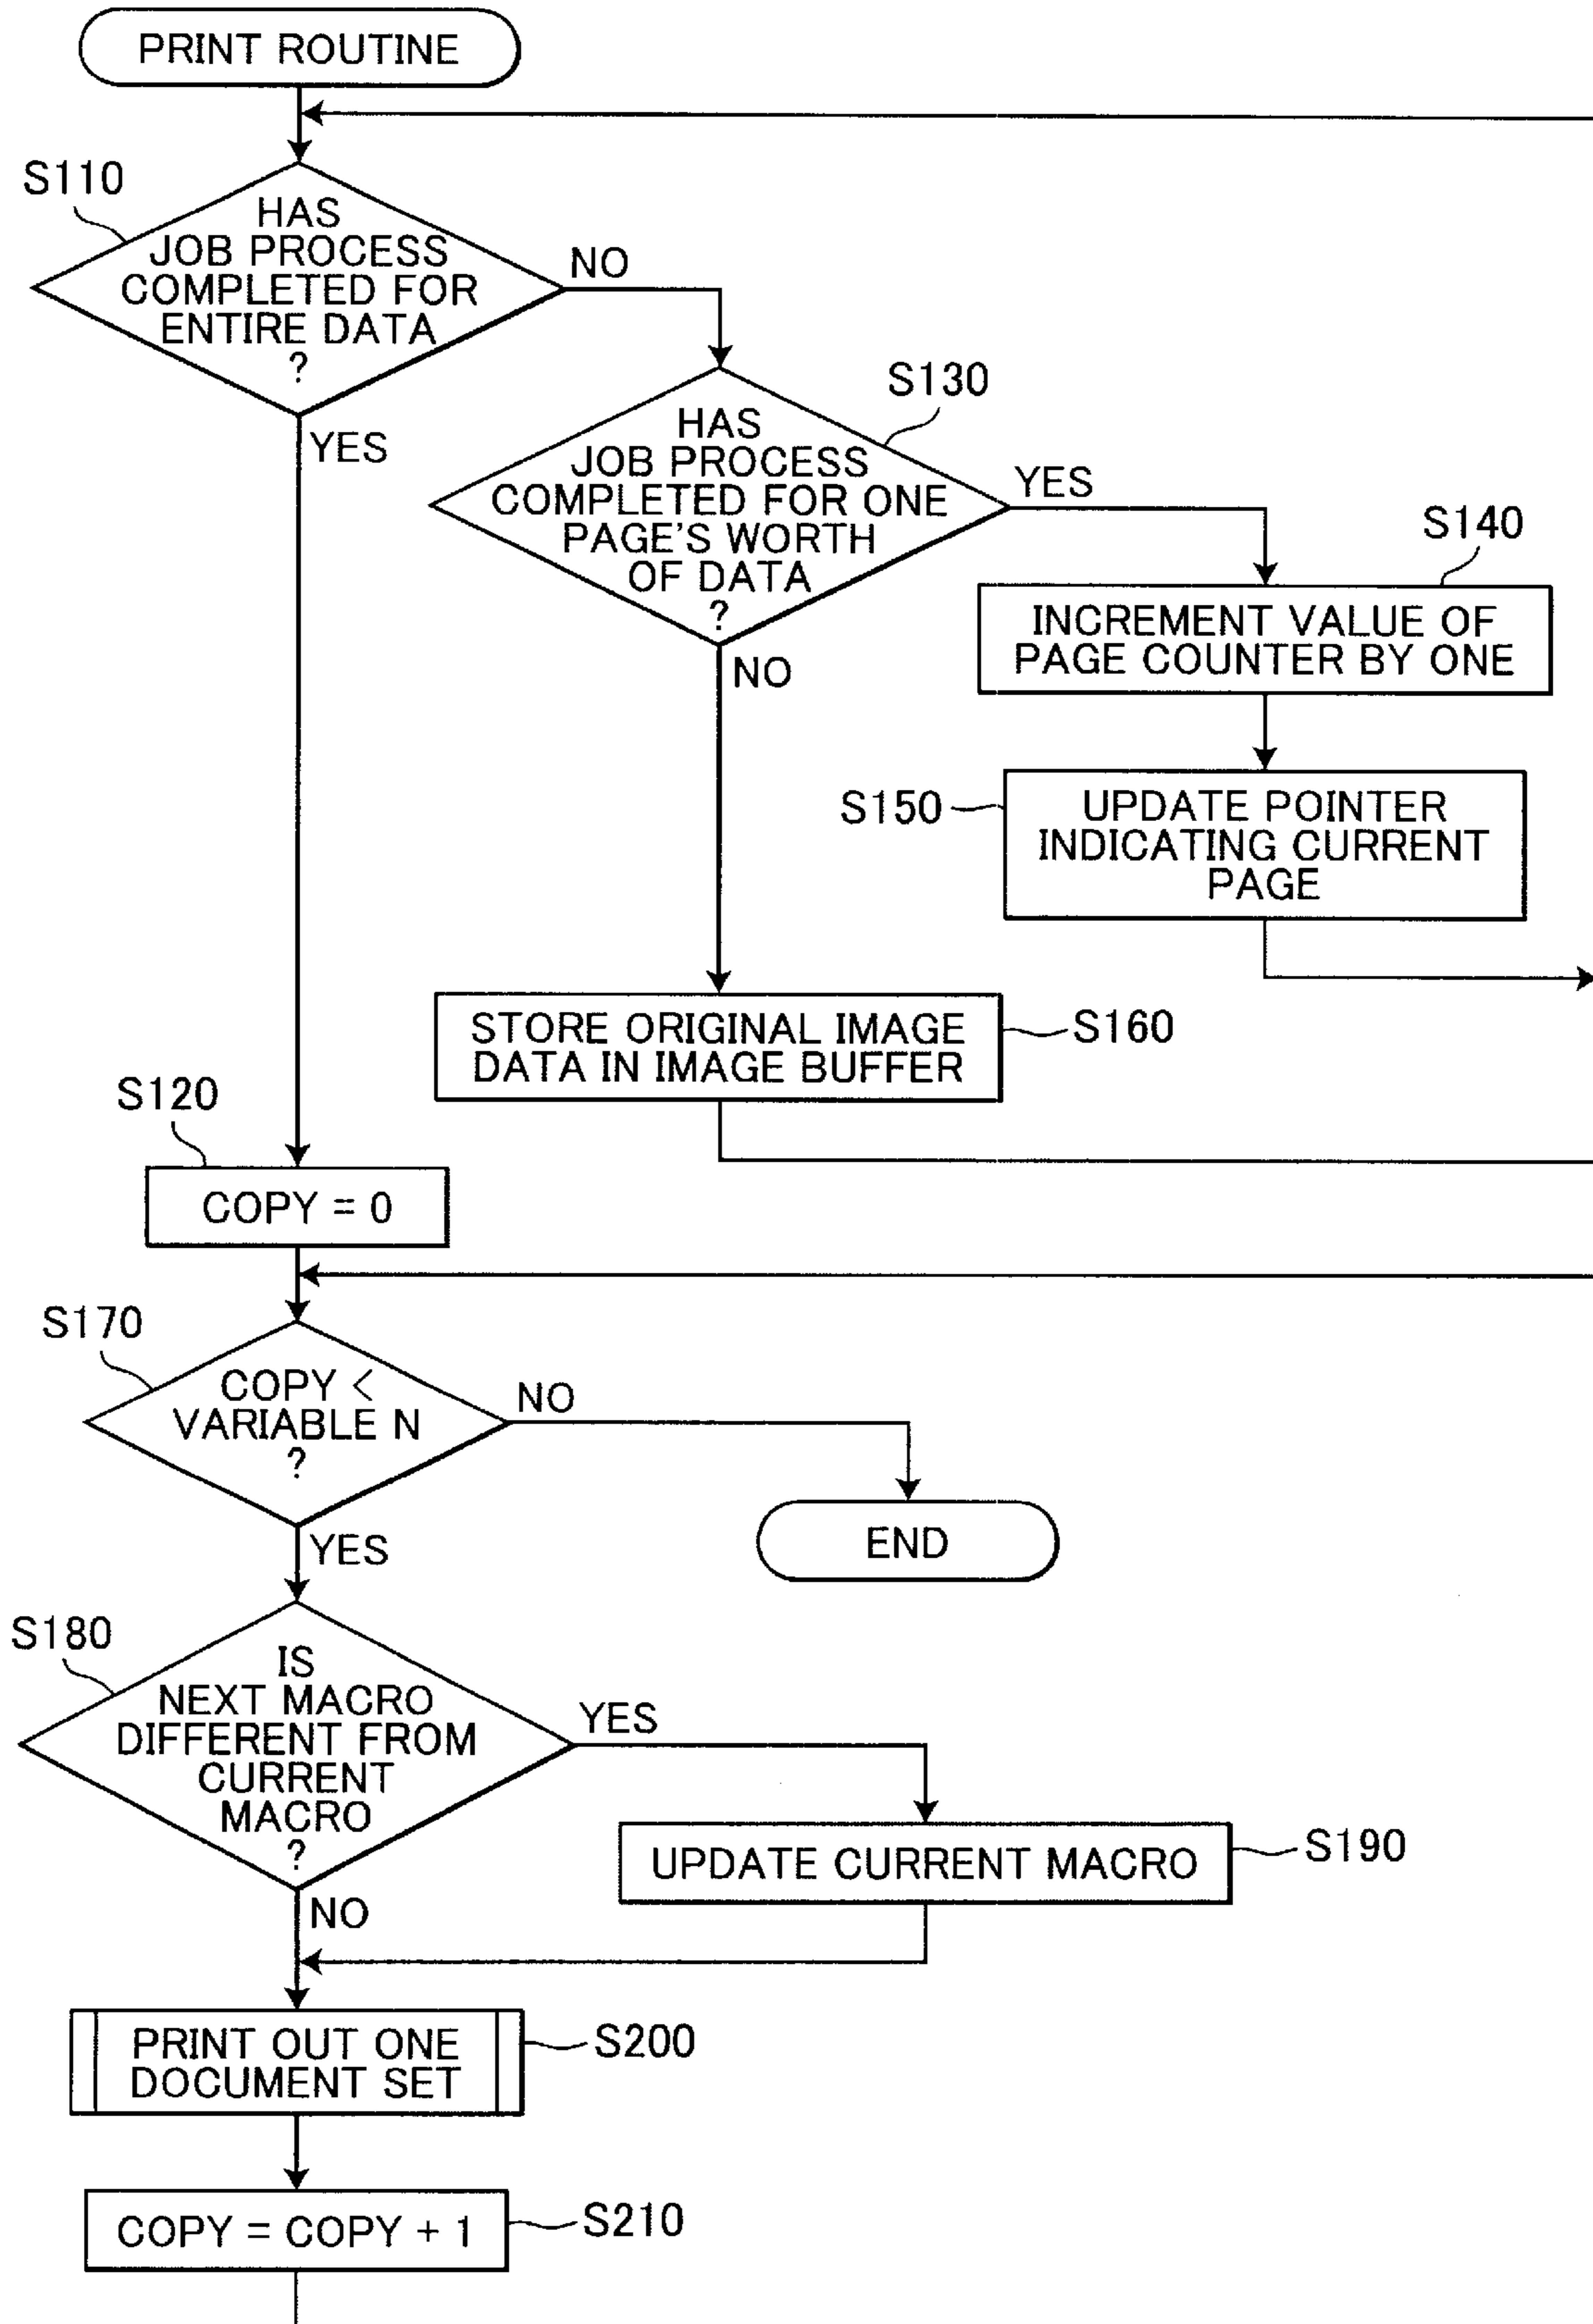 PRINT ROUTINE
S110
HAS
JOB PROCESS
COMPLETED FOR
ENTIRE DATA
?
NO
YES
S130
HAS
JOB PROCESS
COMPLETED FOR ONE
PAGE'S WORTH
OF DATA
?
YES
NO
S140
INCREMENT VALUE OF
PAGE COUNTER BY ONE
S150
UPDATE POINTER
INDICATING CURRENT
PAGE
STORE ORIGINAL IMAGE
DATA IN IMAGE BUFFER
S160
S120
COPY = 0
S170
COPY <
VARIABLE N
?
NO
YES
END
S180
IS
NEXT MACRO
DIFFERENT FROM
CURRENT
MACRO
?
YES
NO
UPDATE CURRENT MACRO
S190
PRINT OUT ONE
DOCUMENT SET
S200
COPY = COPY + 1
S210